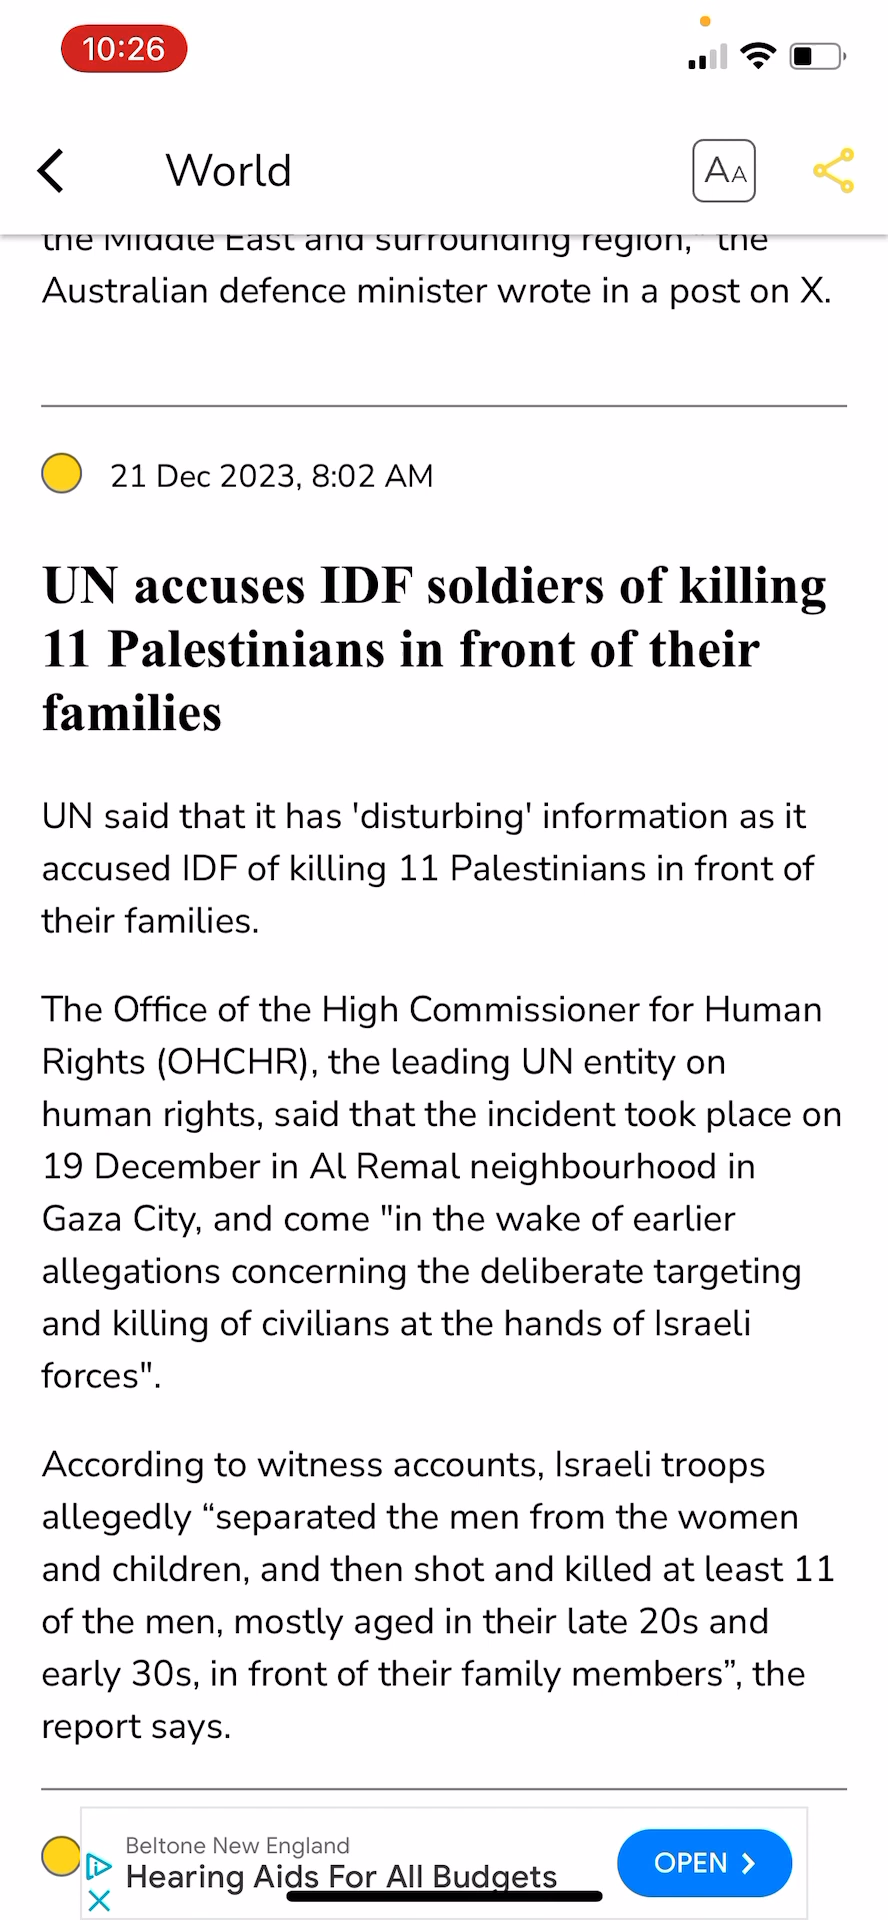 10:26
World
AA
the Middle East and surrounding region," the
Australian defence minister wrote in a post on X.
21 Dec 2023, 8:02 AM
UN accuses IDF soldiers of killing
11 Palestinians in front of their
families
UN said that it has 'disturbing' information as it
accused IDF of killing 11 Palestinians in front of
their families.
The Office of the High Commissioner for Human
Rights (OHCHR), the leading UN entity on
human rights, said that the incident took place on
19 December in Al Remal neighbourhood in
Gaza City, and come "in the wake of earlier
allegations concerning the deliberate targeting
and killing of civilians at the hands of Israeli
forces".
According to witness accounts, Israeli troops
allegedly “separated the men from the women
and children, and then shot and killed at least 11
of the men, mostly aged in their late 20s and
early 30s, in front of their family members”, the
report says.
Beltone New England
Hearing Aids For All Budgets
OPEN